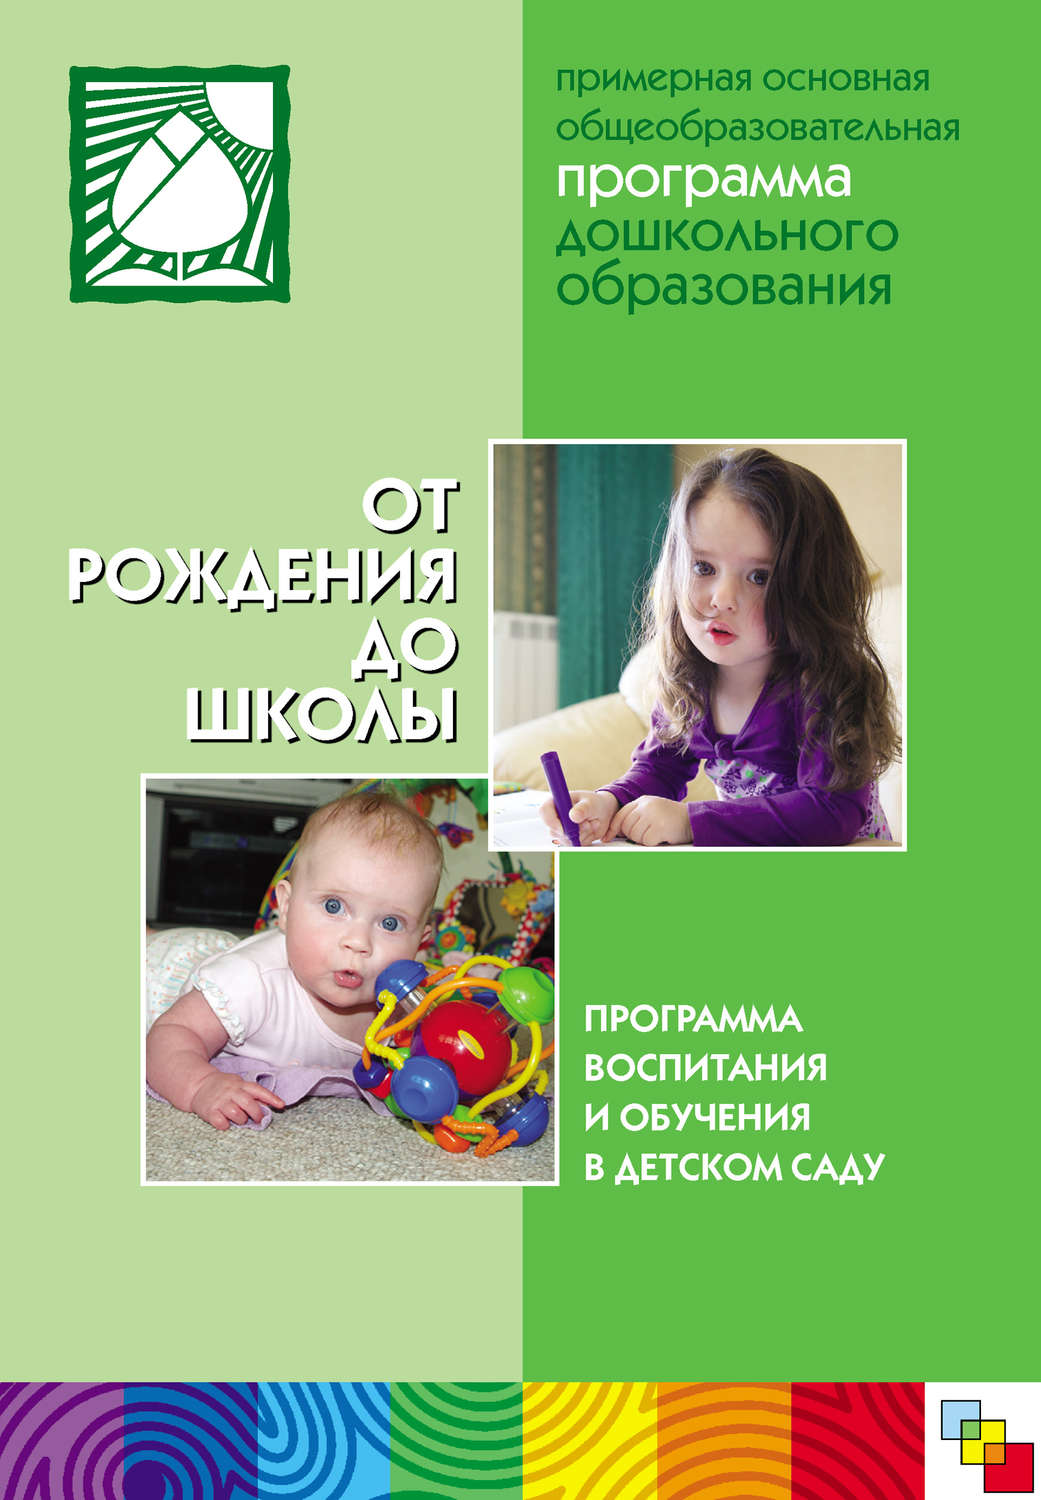 примерная основная
общеобразовательная
программа
дошкольного
образования
ОТ
РОЖДЕНИЯ
ДО
ШКОЛЫ
ПРОГРАММА
ВОСПИТАНИЯ
И ОБУЧЕНИЯ
В ДЕТСКОМ САДУ